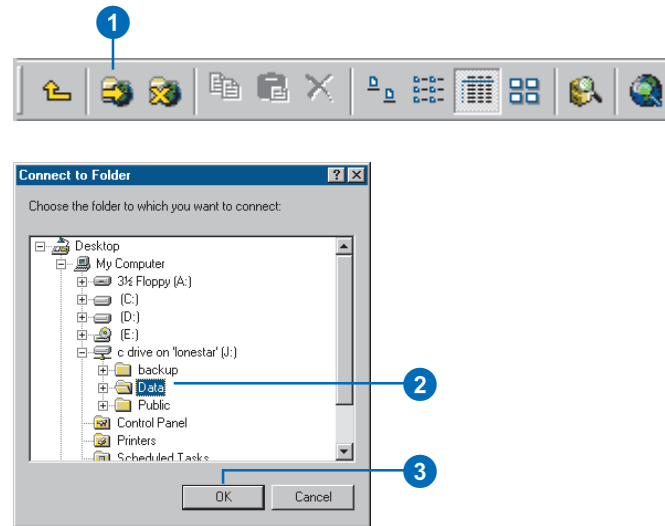 1
Connect to Folder
Choose the folder to which you want to connect:
Desktop
My Computer
3½ Floppy (A:)
(C:)
(D:)
(E:)
c drive on 'lonestar' (J:)
backup
Data
2
Public
Control Panel
Printers
Scheduled Tasks
3
OK Cancel